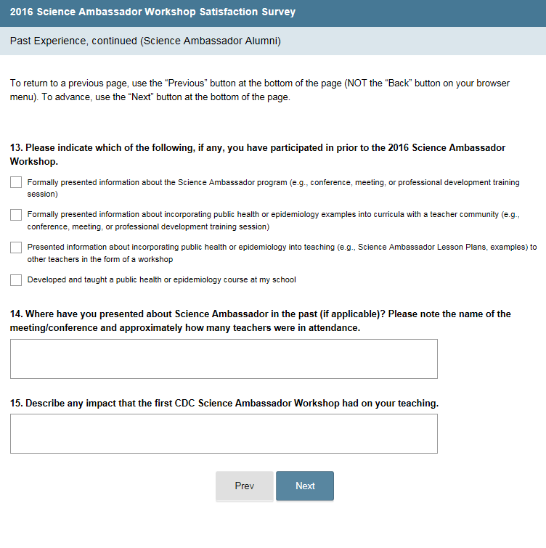 2016 Science Ambassador Workshop Satisfaction Survey
Past Experience, continued (Science Ambassador Alumni)
To return to a previous page, use the "Previous" button at the bottom of the page (NOT the "Back" button on your browser
menu). To advance, use the "Next" button at the bottom of the page.
13. Please indicate which of the following, if any, you have participated in prior to the 2016 Science Ambassador
Workshop.
Formally presented information about the Science Ambassador program (e.g., conference, meeting, or professional development training
session)
Formally presented information about incorporating public health or epidemiology examples into curricula with a teacher community (e.g.,
conference, meeting, or professional development training session)
Presented information about incorporating public health or epidemiology into teaching (e.g., Science Ambassador Lesson Plans, examples) to
other teachers in the form of a workshop
Developed and taught a public health or epidemiology course at my school
14. Where have you presented about Science Ambassador in the past (if applicable)? Please note the name of the
meeting/conference and approximately how many teachers were in attendance.
15. Describe any impact that the first CDC Science Ambassador Workshop had on your teaching.
Prev
Next